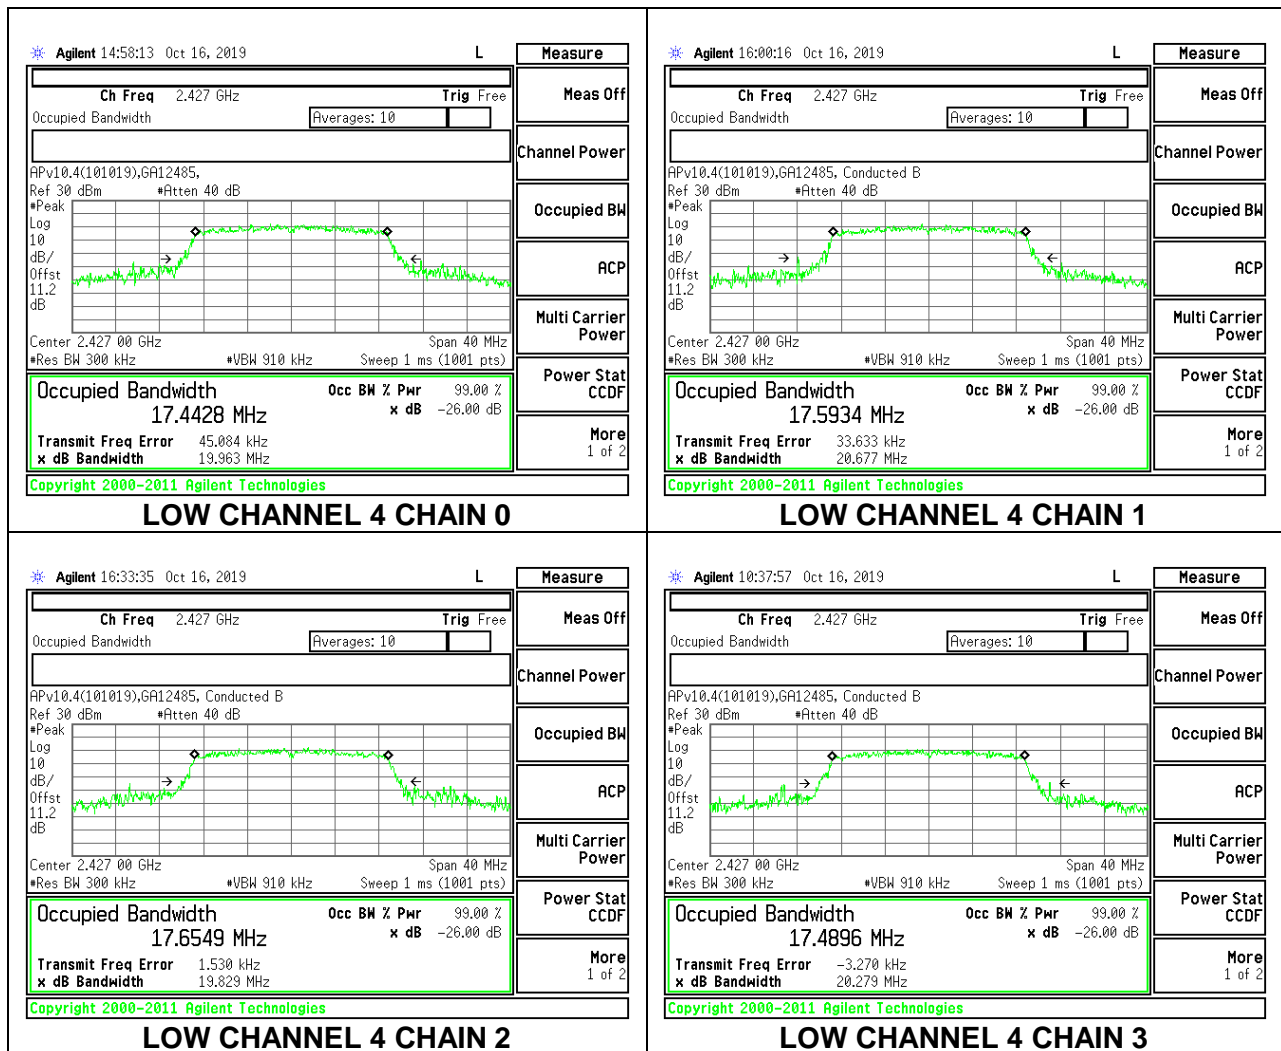 Agilent 14:58:13 Oct 16, 2019 L Measure
Ch Freq 2.427 GHz Trig Free Meas Off
Occupied Bandwidth Averages: 10
Channel Power
APv10.4(101019),GA12485,
Ref 30 dBm #Atten 40 dB
#Peak Occupied BW
Log
10
dB/ ACP
Offst
11.2
dB
Multi Carrier
Power
Center 2.427 00 GHz Span 40 MHz
#Res BW 300 kHz #VBW 910 kHz Sweep 1 ms (1001 pts)
Power Stat
CCDF
Occupied Bandwidth Occ BW % Pwr 99.00 %
17.4428 MHz x dB -26.00 dB
More
1 of 2
Transmit Freq Error 45.084 kHz
x dB Bandwidth 19.963 MHz
Copyright 2000-2011 Agilent Technologies
LOW CHANNEL 4 CHAIN 0
Agilent 16:00:16 Oct 16, 2019 L Measure
Ch Freq 2.427 GHz Trig Free Meas Off
Occupied Bandwidth Averages: 10
Channel Power
APv10.4(101019),GA12485, Conducted B
Ref 30 dBm #Atten 40 dB
#Peak Occupied BW
Log
10
dB/ ACP
Offst
11.2
dB
Multi Carrier
Power
Center 2.427 00 GHz Span 40 MHz
#Res BW 300 kHz #VBW 910 kHz Sweep 1 ms (1001 pts)
Power Stat
CCDF
Occupied Bandwidth Occ BW % Pwr 99.00 %
17.5934 MHz x dB -26.00 dB
More
1 of 2
Transmit Freq Error 33.633 kHz
x dB Bandwidth 20.677 MHz
Copyright 2000-2011 Agilent Technologies
LOW CHANNEL 4 CHAIN 1
Agilent 16:33:35 Oct 16, 2019 L Measure
Ch Freq 2.427 GHz Trig Free Meas Off
Occupied Bandwidth Averages: 10
Channel Power
APv10.4(101019),GA12485, Conducted B
Ref 30 dBm #Atten 40 dB
#Peak Occupied BW
Log
10
dB/ ACP
Offst
11.2
dB
Multi Carrier
Power
Center 2.427 00 GHz Span 40 MHz
#Res BW 300 kHz #VBW 910 kHz Sweep 1 ms (1001 pts)
Power Stat
CCDF
Occupied Bandwidth Occ BW % Pwr 99.00 %
17.6549 MHz x dB -26.00 dB
More
1 of 2
Transmit Freq Error 1.530 kHz
x dB Bandwidth 19.829 MHz
Copyright 2000-2011 Agilent Technologies
LOW CHANNEL 4 CHAIN 2
Agilent 10:37:57 Oct 16, 2019 L Measure
Ch Freq 2.427 GHz Trig Free Meas Off
Occupied Bandwidth Averages: 10
Channel Power
APv10.4(101019),GA12485, Conducted B
Ref 30 dBm #Atten 40 dB
#Peak Occupied BW
Log
10
dB/ ACP
Offst
11.2
dB
Multi Carrier
Power
Center 2.427 00 GHz Span 40 MHz
#Res BW 300 kHz #VBW 910 kHz Sweep 1 ms (1001 pts)
Power Stat
CCDF
Occupied Bandwidth Occ BW % Pwr 99.00 %
17.4896 MHz x dB -26.00 dB
More
1 of 2
Transmit Freq Error -3.270 kHz
x dB Bandwidth 20.279 MHz
Copyright 2000-2011 Agilent Technologies
LOW CHANNEL 4 CHAIN 3